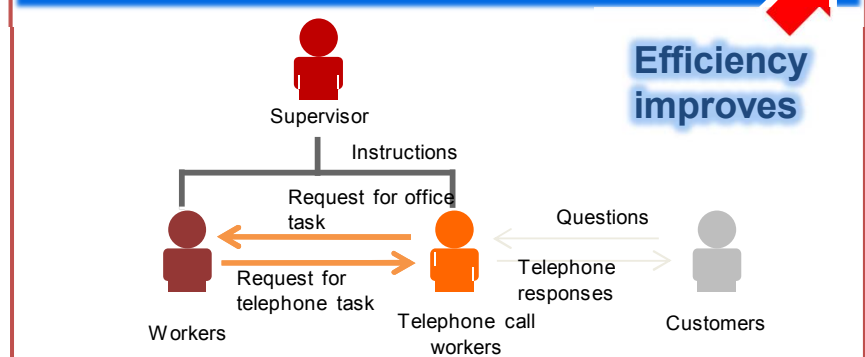 Efficiency
improves
Supervisor
Instructions
Request for office
task
Questions
Request for
telephone task
Telephone
responses
Workers
Telephone call
workers
Customers